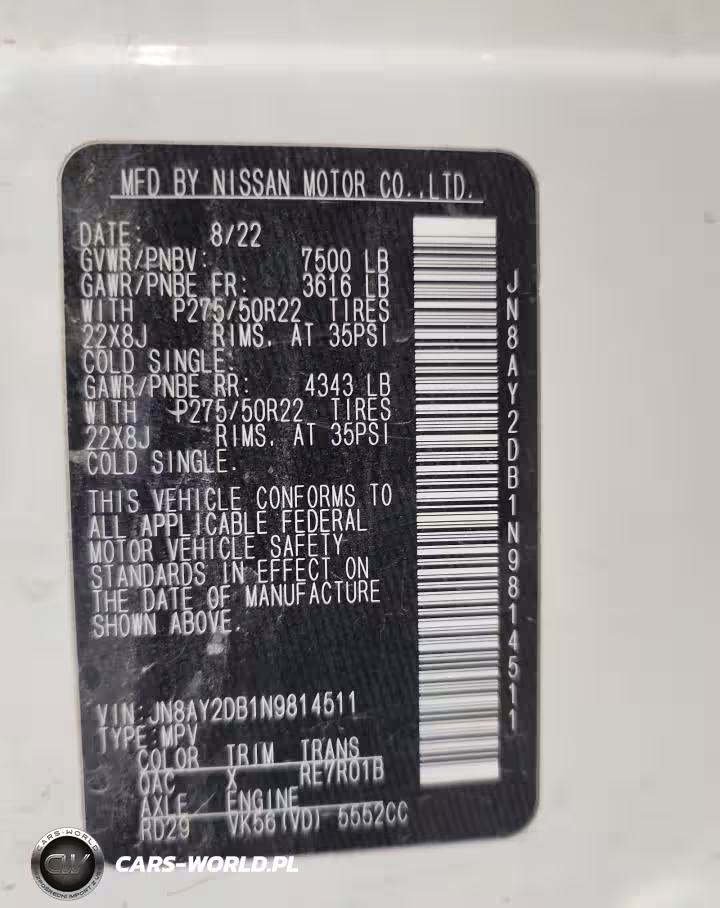 MFD BY NISSAN MOTOR CO.,LTD.
DATE: 8/22
GVWR/PNBV: 7500 LB
GAWR/PNBE FR: 3616 LB
WITH P275/50R22 TIRES
22X8J RIMS, AT 35PSI
COLD SINGLE.
GAWR/PNBE RR: 4343 LB
WITH P275/50R22 TIRES
22X8J RIMS, AT 35PSI
COLD SINGLE.
THIS VEHICLE CONFORMS TO
ALL APPLICABLE FEDERAL
MOTOR VEHICLE SAFETY
STANDARDS IN EFFECT ON
THE DATE OF MANUFACTURE
SHOWN ABOVE.
VIN:JN8AY2DB1N9814511
TYPE:MPV
COLOR TRIM TRANS
QAC X RE7R01B
AXLE ENGINE
RD29 VK56(VD) 5552CC
JN8AY2DB1N9814511
CARS-WORLD
CW
CARS-WORLD.PL